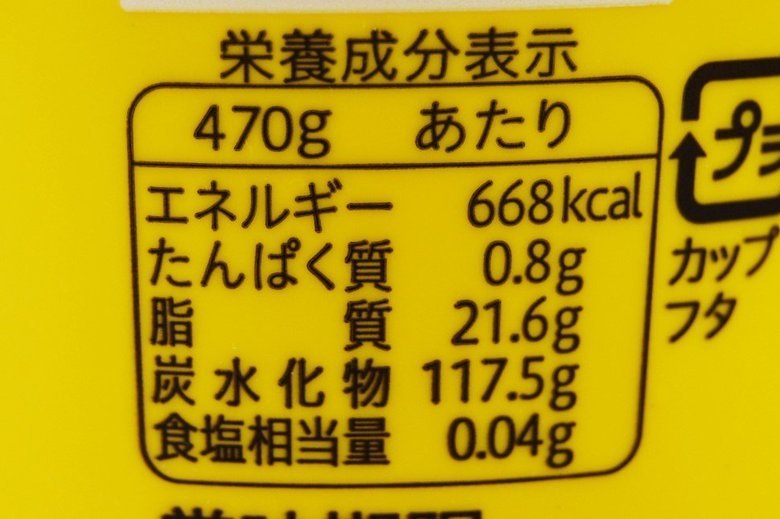 栄養成分表示
470g あたり
エネルギー 668kcal
たんぱく質 0.8g
脂質 21.6g
炭水化物 117.5g
食塩相当量 0.04g
プラ
カップ
フタ